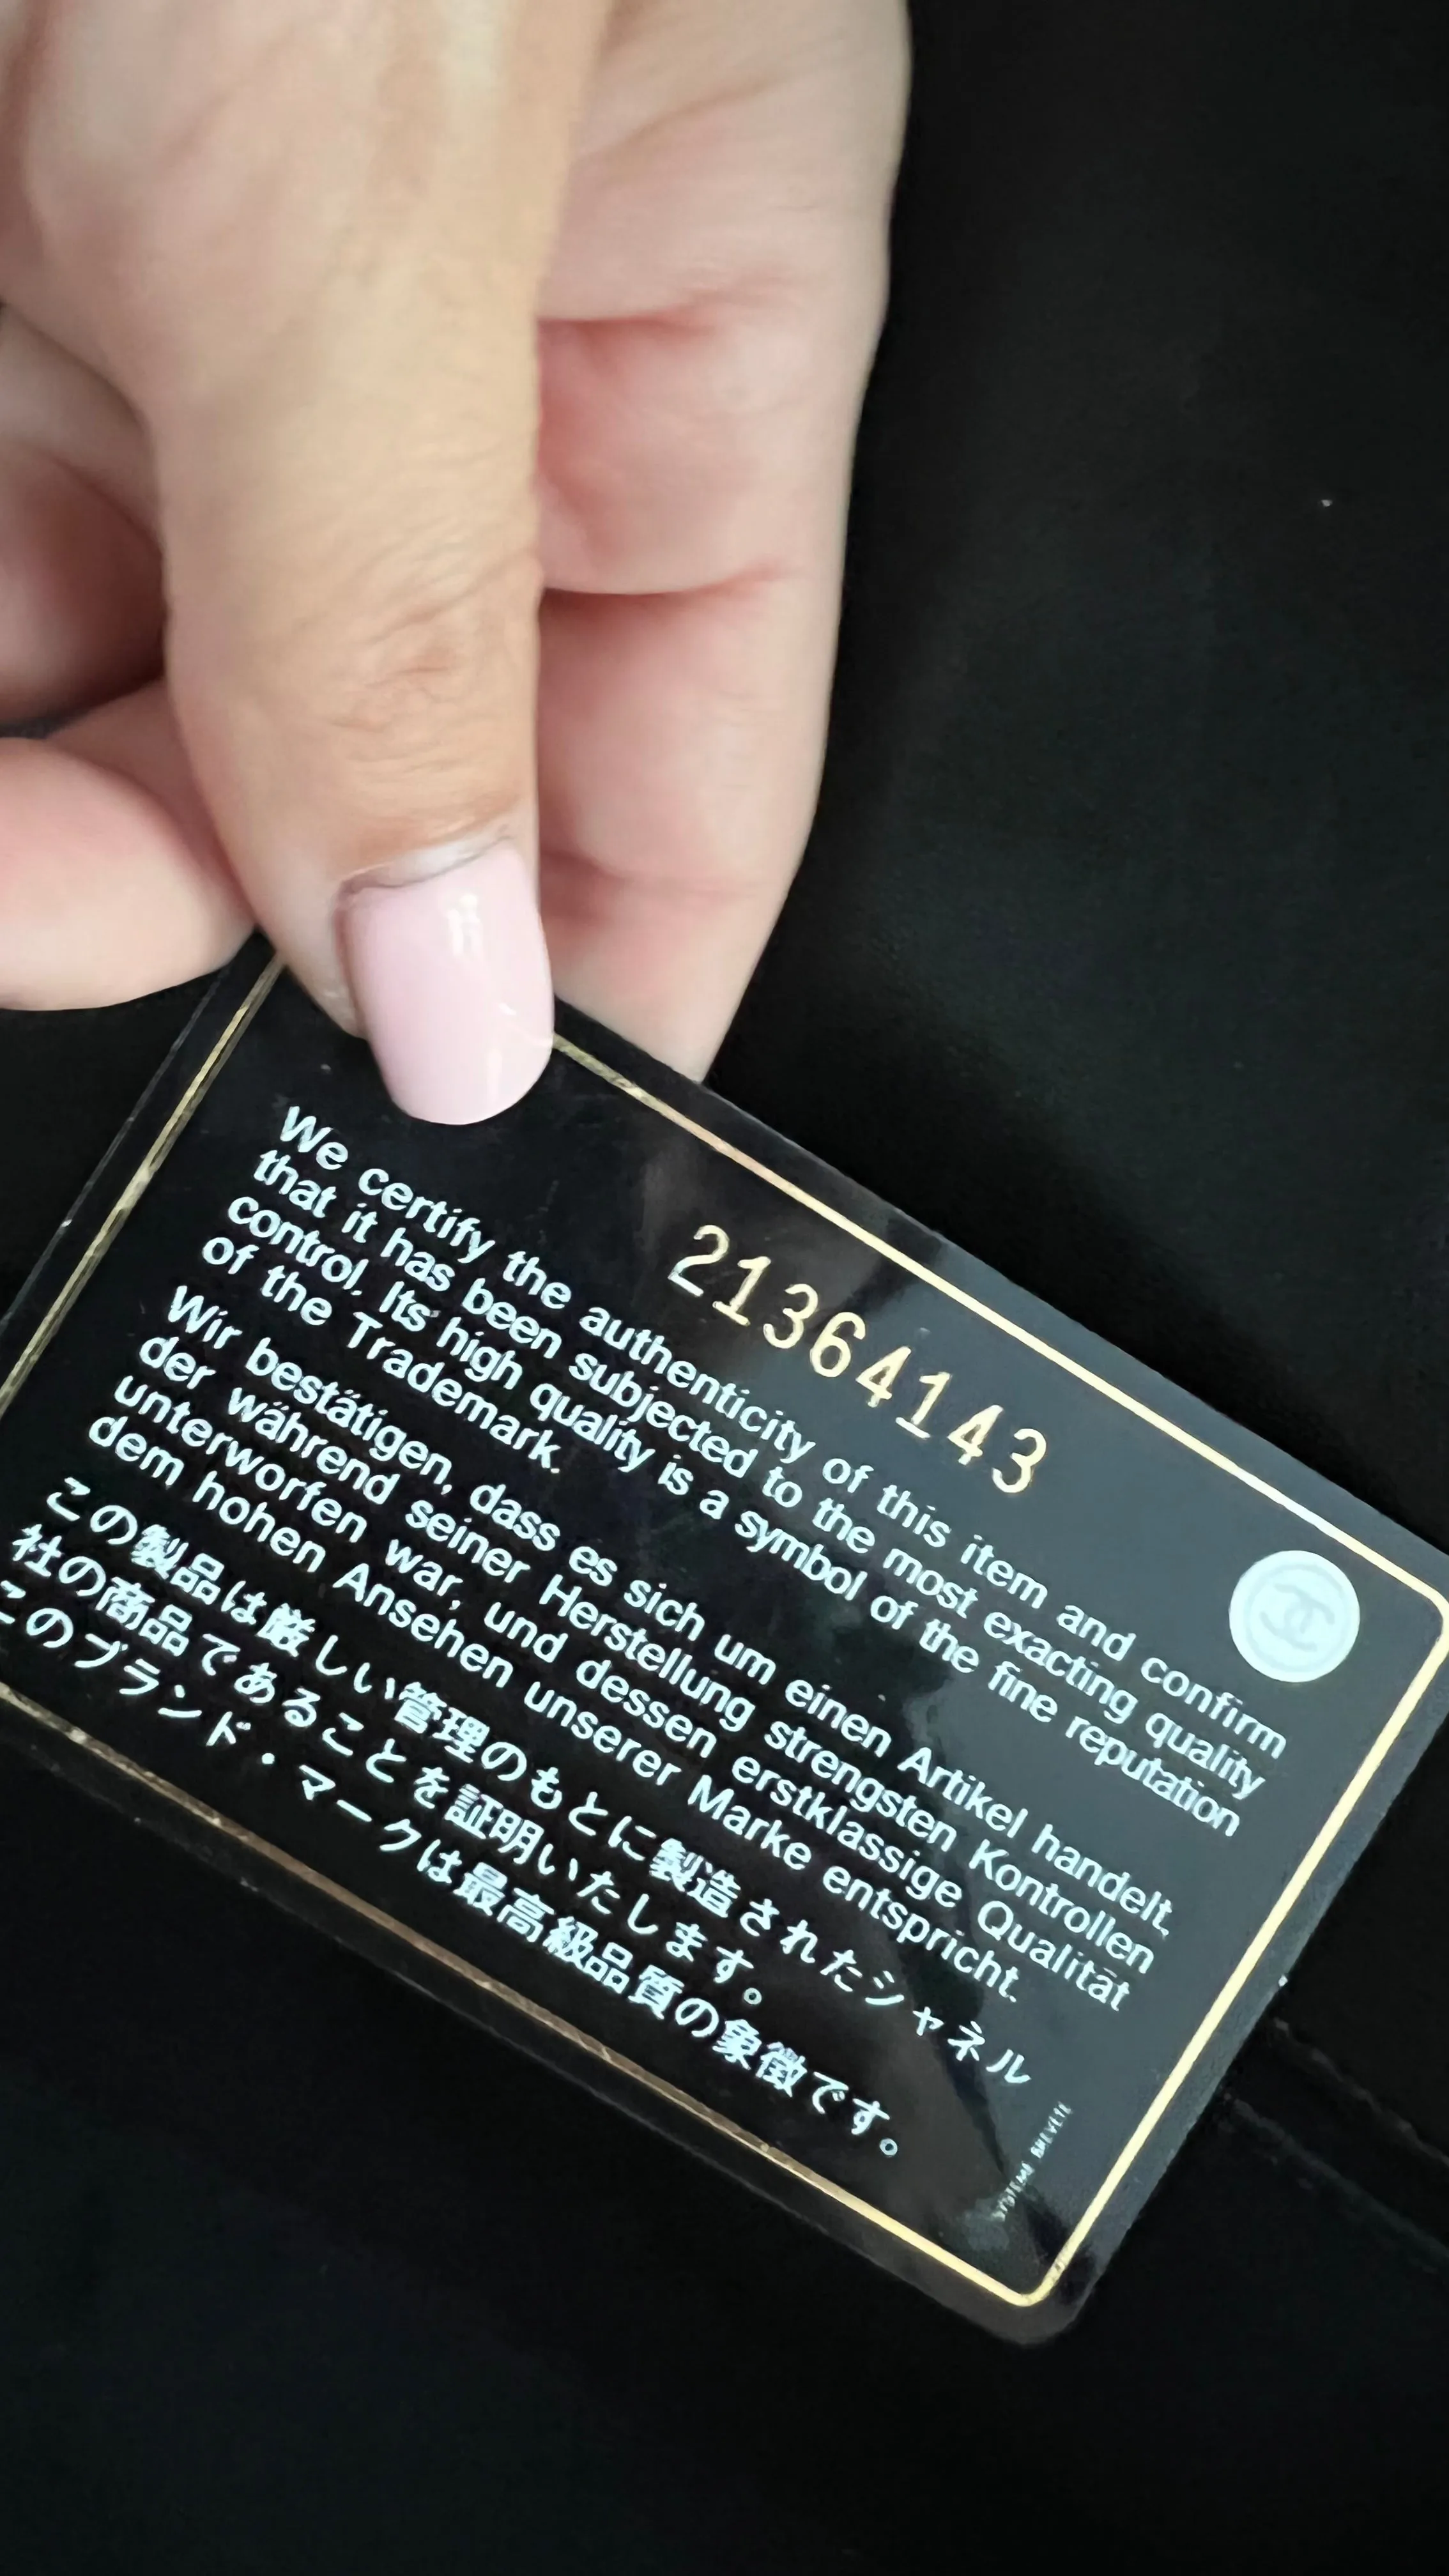 21364143
We certify the authenticity of this item and confirm
that it has been subjected to the most exacting quality
control. Its high quality is a symbol of the fine reputation
of the Trademark.
Wir bestätigen, dass es sich um einen Artikel handelt,
der während seiner Herstellung strengsten Kontrollen
unterworfen war, und dessen erstklassige Qualität
dem hohen Ansehen unserer Marke entspricht.
この製品は厳しい管理のもとに製造されたシャネル
社の商品であることを証明いたします。
このブランド・マークは最高級品質の象徴です。
SYSTEME BREVETE